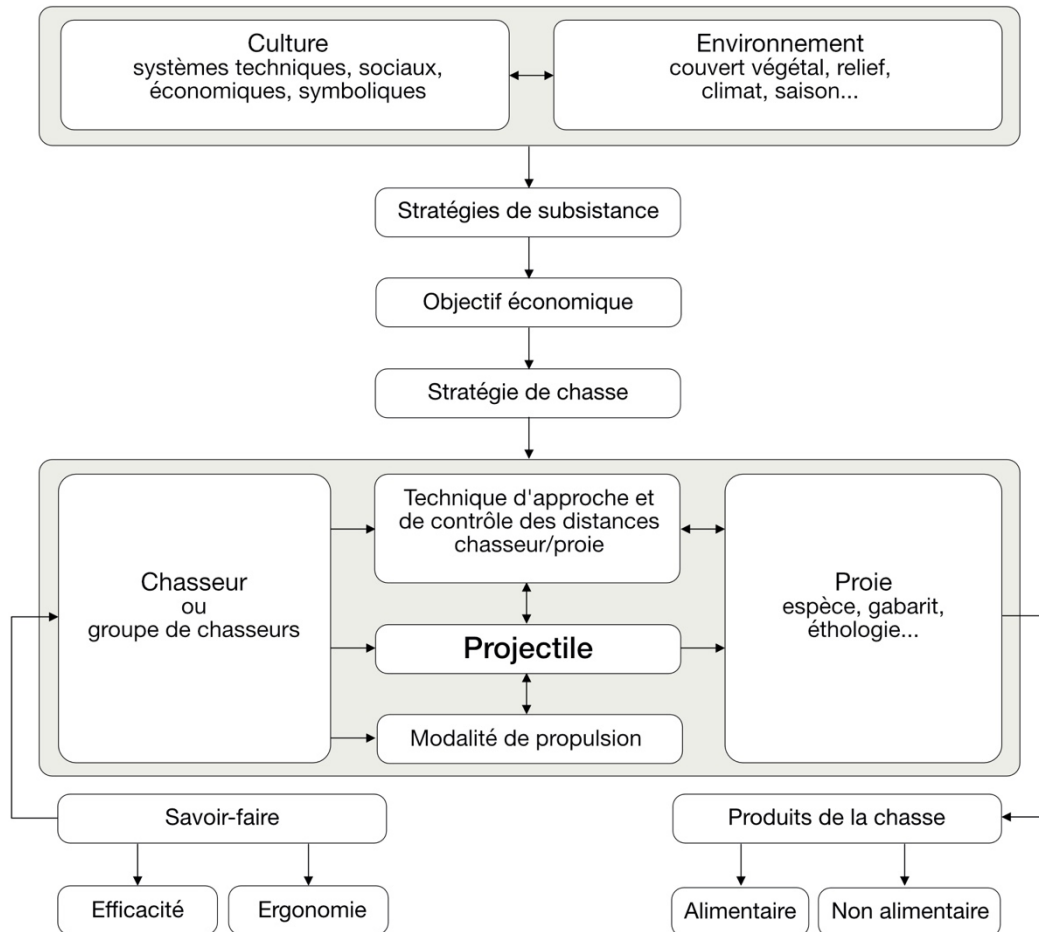 Culture
systèmes techniques, sociaux,
économiques, symboliques
Environnement
couvert végétal, relief,
climat, saison...
Stratégies de subsistance
Objectif économique
Stratégie de chasse
Chasseur
ou
groupe de chasseurs
Technique d'approche et
de contrôle des distances
chasseur/proie
Projectile
Modalité de propulsion
Proie
espèce, gabarit,
éthologie...
Savoir-faire
Efficacité
Ergonomie
Produits de la chasse
Alimentaire
Non alimentaire